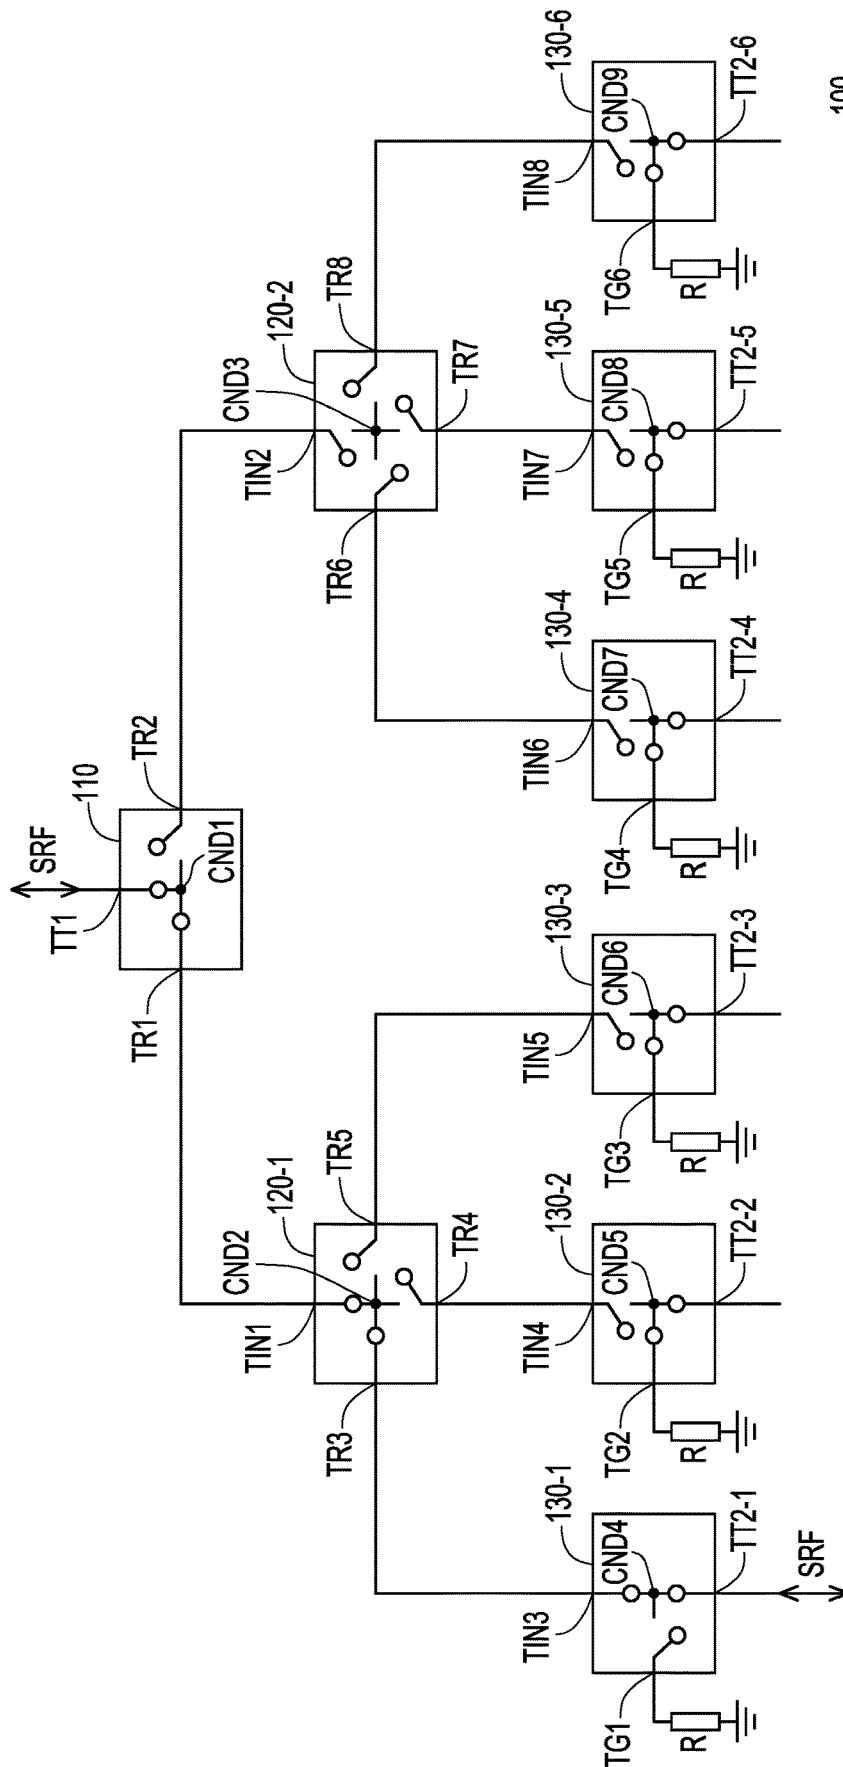 SRF
TT1
110
TR1
TR2
CND1
CND2
120-1
TIN1
TR3
TR4
TR5
CND3
120-2
TIN2
TR6
TR7
TR8
130-1
TIN3
CND4
TG1
R
TT2-1
SRF
130-2
TIN4
CND5
TG2
R
TT2-2
130-3
TIN5
CND6
TG3
R
TT2-3
130-4
TIN6
CND7
TG4
R
TT2-4
130-5
TIN7
CND8
TG5
R
TT2-5
130-6
TIN8
CND9
TG6
R
TT2-6